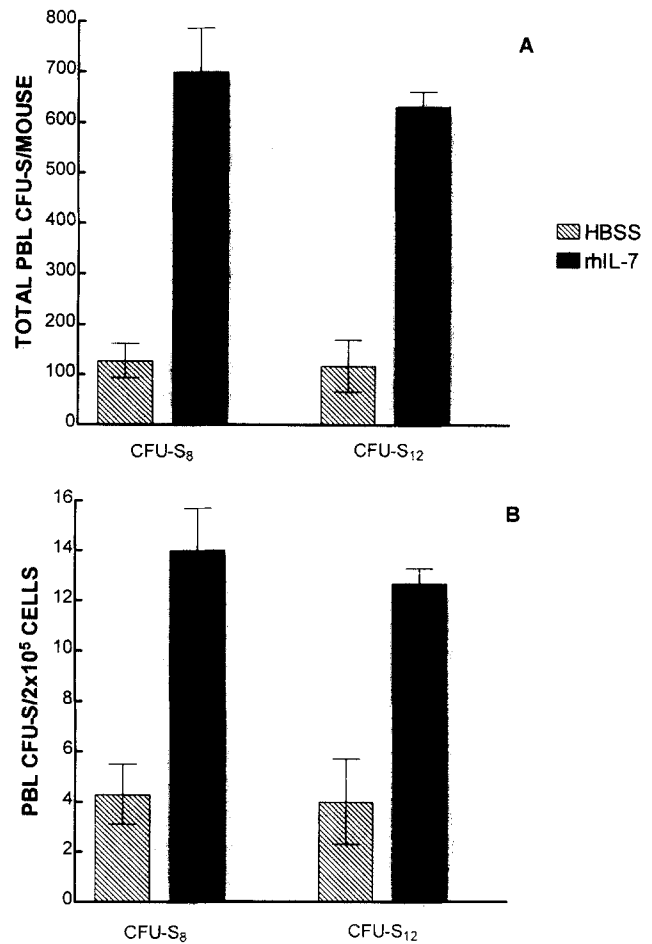 A
TOTAL PBL CFU-S/MOUSE
800
700
600
500
400
300
200
100
0
CFU-S₈
CFU-S₁₂
HBSS
rhIL-7
B
PBL CFU-S/2x10⁵ CELLS
16
14
12
10
8
6
4
2
0
CFU-S₈
CFU-S₁₂